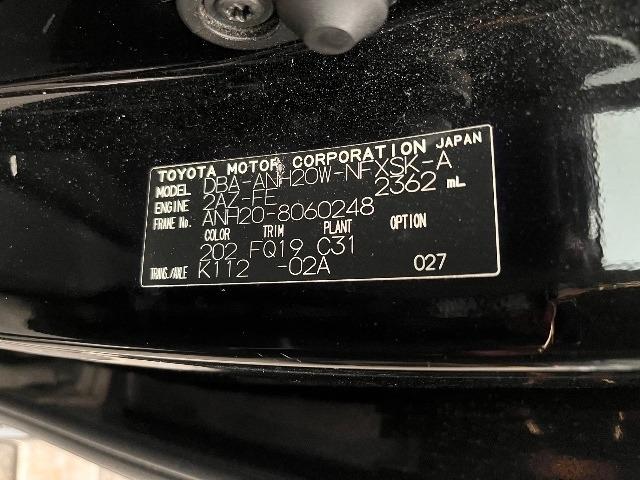 TOYOTA MOTOR CORPORATION JAPAN
MODEL DBA-ANH20W-NFXSK-A
ENGINE 2AZ-FE 2362 mL
FRAME No. ANH20-8060248
COLOR TRIM PLANT OPTION
202 FQ19 C31
TRANS./AXLE K112 -02A 027